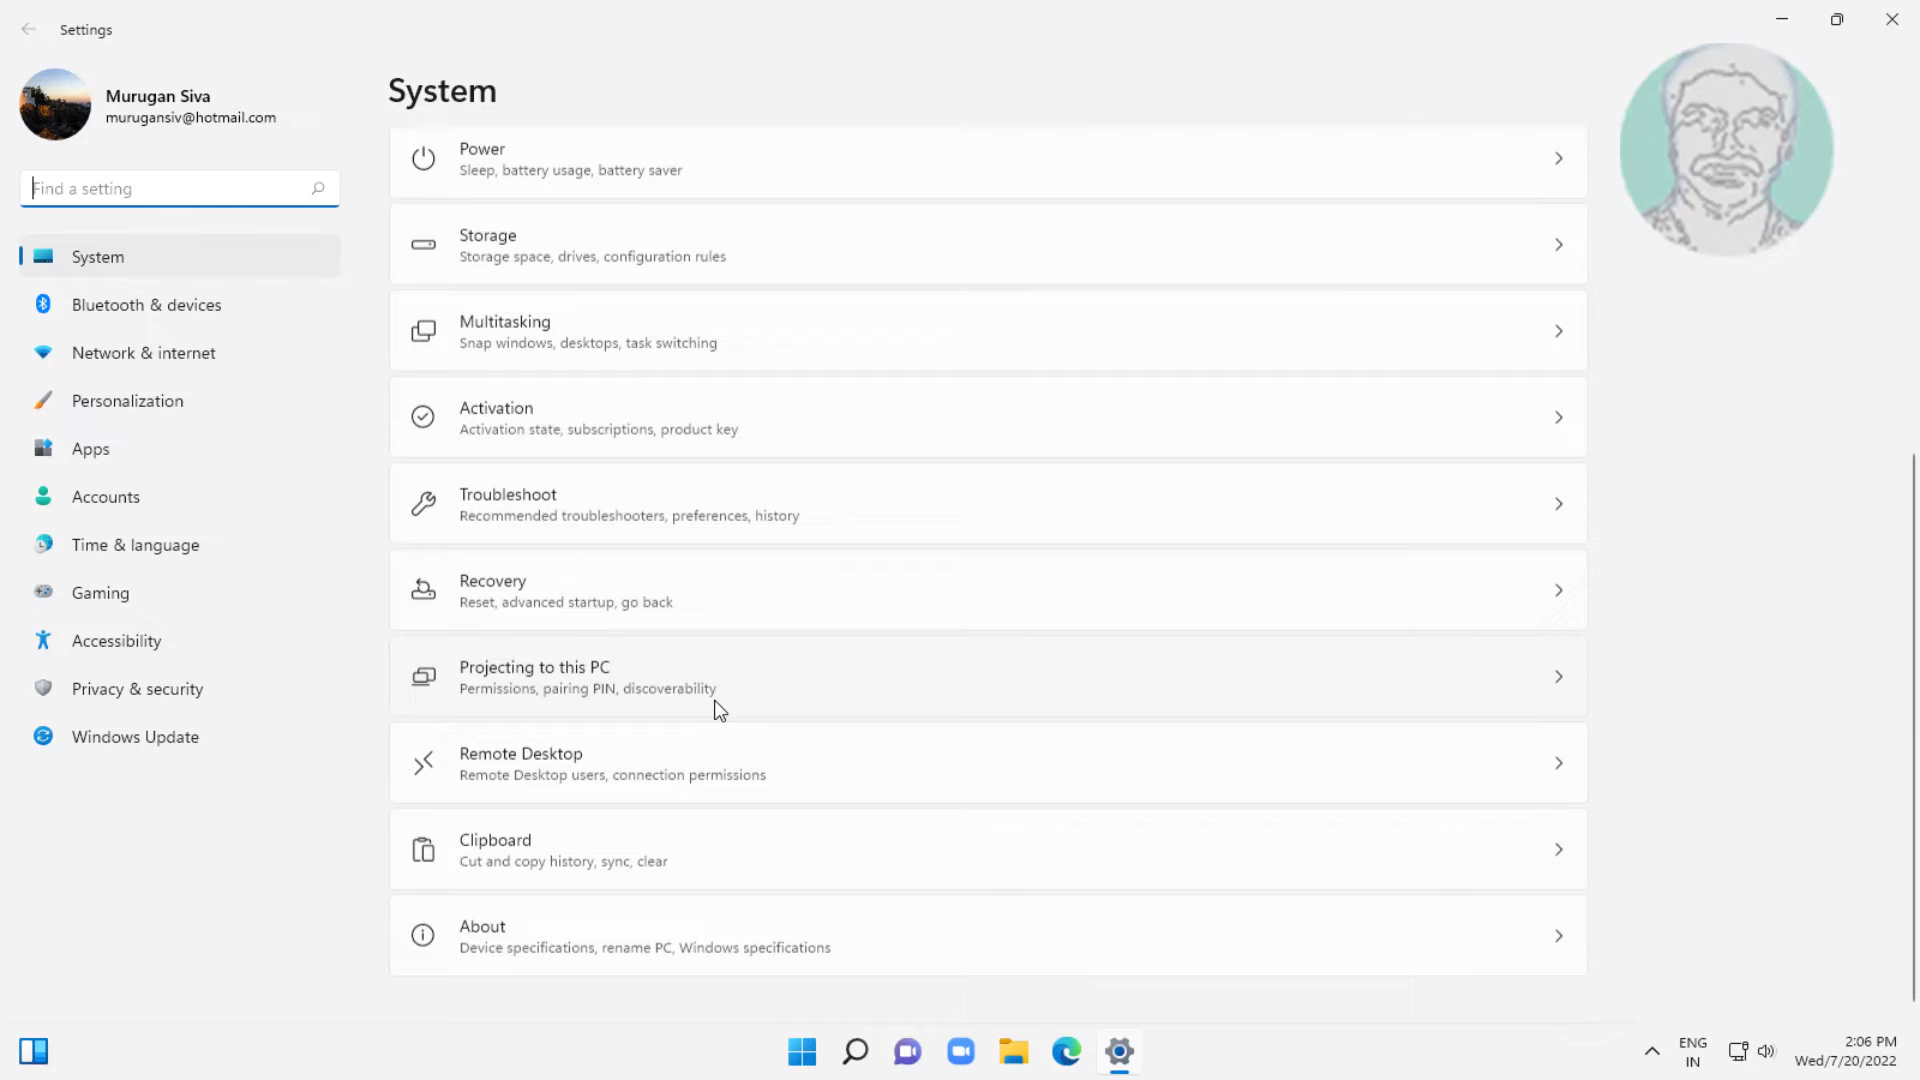 Settings
Murugan Siva
murugansiv@hotmail.com
Find a setting
System
Bluetooth & devices
Network & internet
Personalization
Apps
Accounts
Time & language
Gaming
Accessibility
Privacy & security
Windows Update
System
Power
Sleep, battery usage, battery saver
Storage
Storage space, drives, configuration rules
Multitasking
Snap windows, desktops, task switching
Activation
Activation state, subscriptions, product key
Troubleshoot
Recommended troubleshooters, preferences, history
Recovery
Reset, advanced startup, go back
Projecting to this PC
Permissions, pairing PIN, discoverability
Remote Desktop
Remote Desktop users, connection permissions
Clipboard
Cut and copy history, sync, clear
About
Device specifications, rename PC, Windows specifications
ENG
IN
2:06 PM
Wed/7/20/2022